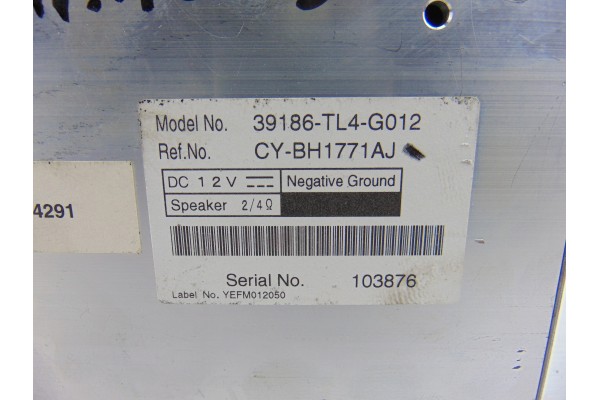 Model No. 39186-TL4-G012
Ref.No. CY-BH1771AJ
DC 12V Negative Ground
Speaker 2/4Ω
4291
Serial No. 103876
Label No. YEFM012050